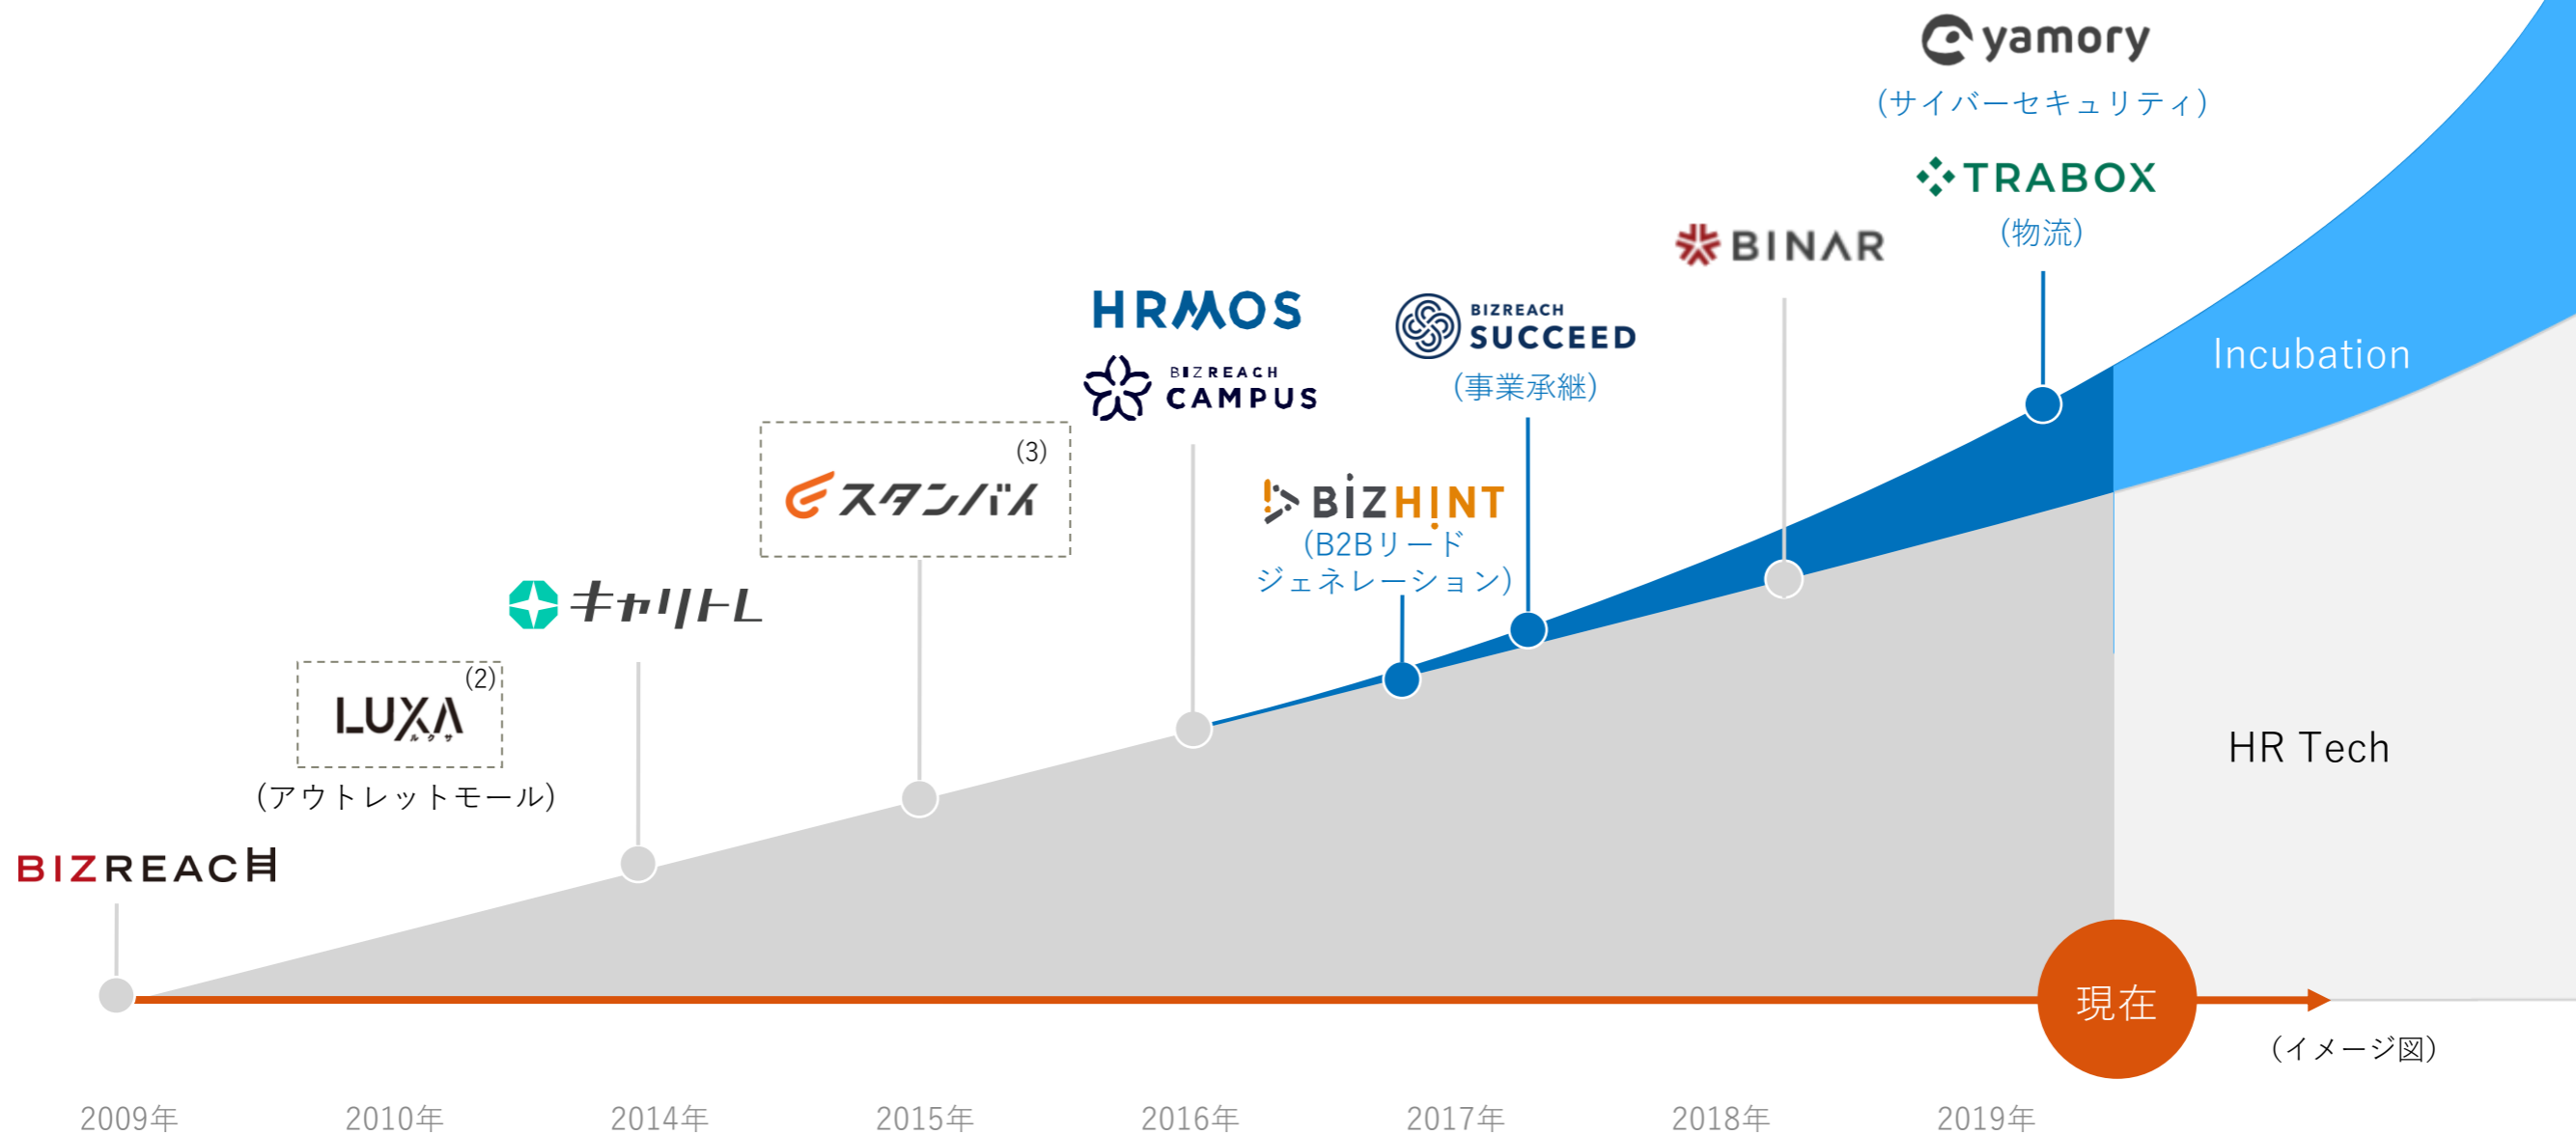 yamory
(サイバーセキュリティ)
TRABOX
(物流)
BINAR
HRMOS
BIZREACH
CAMPUS
BIZREACH
SUCCEED
(事業承継)
Incubation
(3)
スタンバイ
BIZHINT
(B2Bリード
ジェネレーション)
キャリトレ
(2)
LUXA
ルクサ
(アウトレットモール)
HR Tech
BIZREACH
現在
(イメージ図)
2009年
2010年
2014年
2015年
2016年
2017年
2018年
2019年